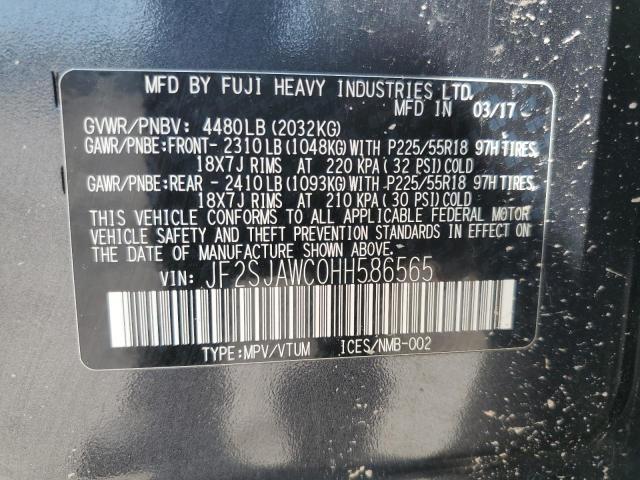 MFD BY FUJI HEAVY INDUSTRIES LTD.
MFD IN 03/17
GVWR/PNBV: 4480LB (2032KG)
GAWR/PNBE:FRONT- 2310LB (1048KG)WITH P225/55R18 97H TIRES,
18X7J RIMS AT 220 KPA ( 32 PSI) COLD
GAWR/PNBE:REAR - 2410LB (1093KG)WITH P225/55R18 97H TIRES,
18X7J RIMS AT 210 KPA ( 30 PSI) COLD
THIS VEHICLE CONFORMS TO ALL APPLICABLE FEDERAL MOTOR
VEHICLE SAFETY AND THEFT PREVENTION STANDARDS IN EFFECT ON
THE DATE OF MANUFACTURE SHOWN ABOVE.
VIN: JF2SJAWC0HH586565
TYPE:MPV/VTUM ICES/NMB-002